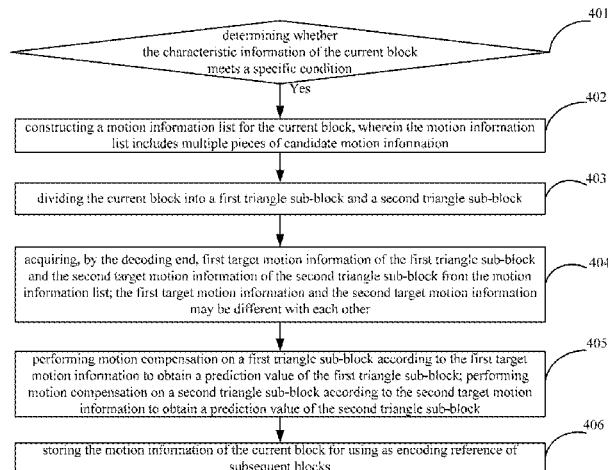 determining whether
the characteristic information of the current block
meets a specific condition
401
Yes
402
constructing a motion information list for the current block, wherein the motion information
list includes multiple pieces of candidate motion information
403
dividing the current block into a first triangle sub-block and a second triangle sub-block
acquiring, by the decoding end, first target motion information of the first triangle sub-block
and the second target motion information of the second triangle sub-block from the motion
information list; the first target motion information and the second target motion information
may be different with each other
404
performing motion compensation on a first triangle sub-block according to the first target
motion information to obtain a prediction value of the first triangle sub-block; performing
motion compensation on a second triangle sub-block according to the second target motion
information to obtain a prediction value of the second triangle sub-block
405
406
storing the motion information of the current block for using as encoding reference of
subsequent blocks